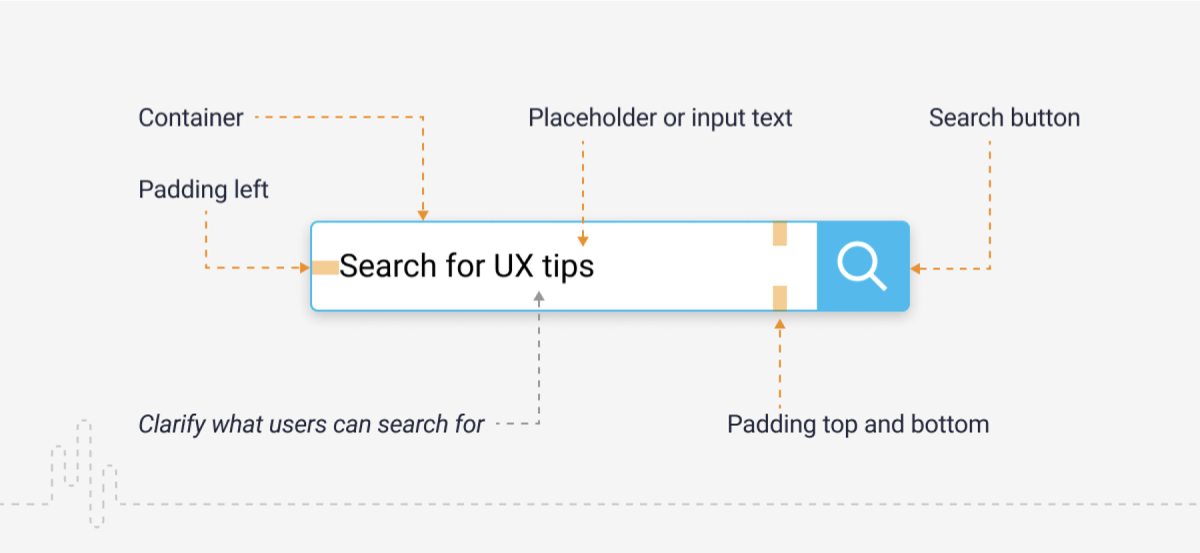 Container
Placeholder or input text
Search button
Padding left
Search for UX tips
Clarify what users can search for
Padding top and bottom